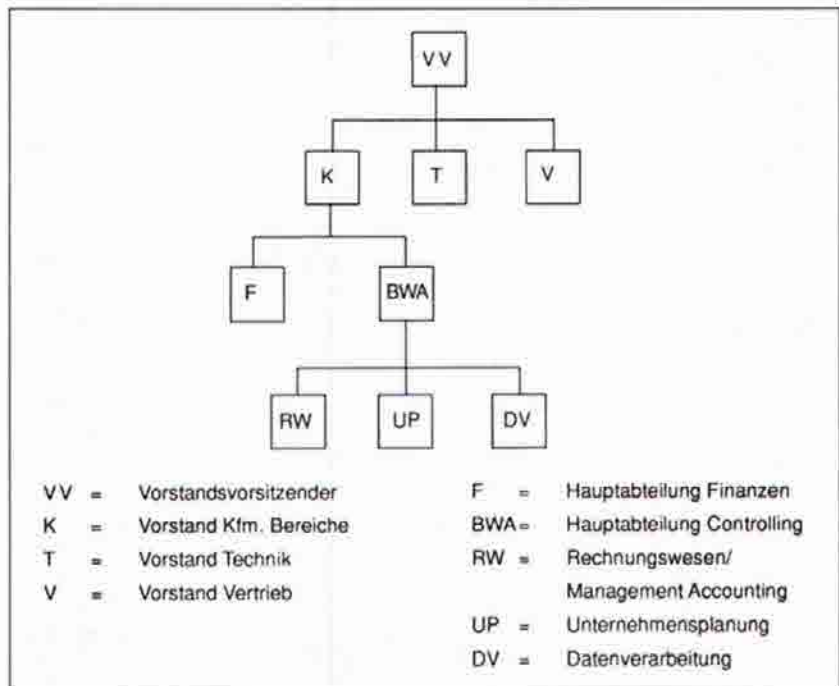 VV
K T V
F BWA
RW UP DV
VV = Vorstandsvorsitzender
K = Vorstand Kfm. Bereiche
T = Vorstand Technik
V = Vorstand Vertrieb
F = Hauptabteilung Finanzen
BWA = Hauptabteilung Controlling
RW = Rechnungswesen/
Management Accounting
UP = Unternehmensplanung
DV = Datenverarbeitung